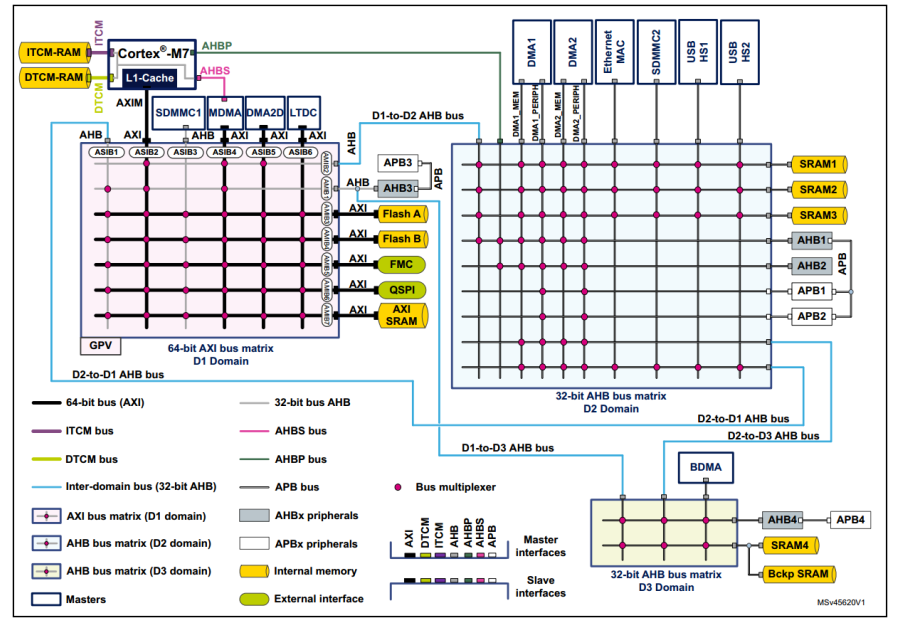 ITCM
ITCM-RAM
DTCM-RAM
DTCM
Cortex®-M7
L1-Cache
AHBP
AHBS
AXIM
SDMMC1
MDMA
DMA2D
LTDC
AHB
AXI
AHB
AXI
AXI
AXI
ASIB1
ASIB2
ASIB3
ASIB4
ASIB5
ASIB6
AHB
D1-to-D2 AHB bus
AMIB2
AMIB1
AMIB3
AMIB4
AMIB5
AMIB6
AMIB7
APB3
APB
AHB
AHB3
AXI
Flash A
AXI
Flash B
AXI
FMC
AXI
QSPI
AXI
AXI
SRAM
GPV
64-bit AXI bus matrix
D1 Domain
DMA1
DMA2
Ethernet
MAC
SDMMC2
USB
HS1
USB
HS2
DMA1_MEM
DMA1_PERIPH
DMA2_MEM
DMA2_PERIPH
SRAM1
SRAM2
SRAM3
AHB1
AHB2
APB
APB1
APB2
32-bit AHB bus matrix
D2 Domain
D2-to-D1 AHB bus
D2-to-D1 AHB bus
D2-to-D3 AHB bus
D1-to-D3 AHB bus
BDMA
AHB4
APB4
SRAM4
Bckp SRAM
32-bit AHB bus matrix
D3 Domain
64-bit bus (AXI)
32-bit bus AHB
ITCM bus
AHBS bus
DTCM bus
AHBP bus
Inter-domain bus (32-bit AHB)
APB bus
Bus multiplexer
AXI bus matrix (D1 domain)
AHBx pripherals
AHB bus matrix (D2 domain)
APBx pripherals
AHB bus matrix (D3 domain)
Internal memory
Masters
External interface
AXI
DTCM
ITCM
AHB
AHBP
AHBS
APB
Master
interfaces
Slave
interfaces
MSv45620V1